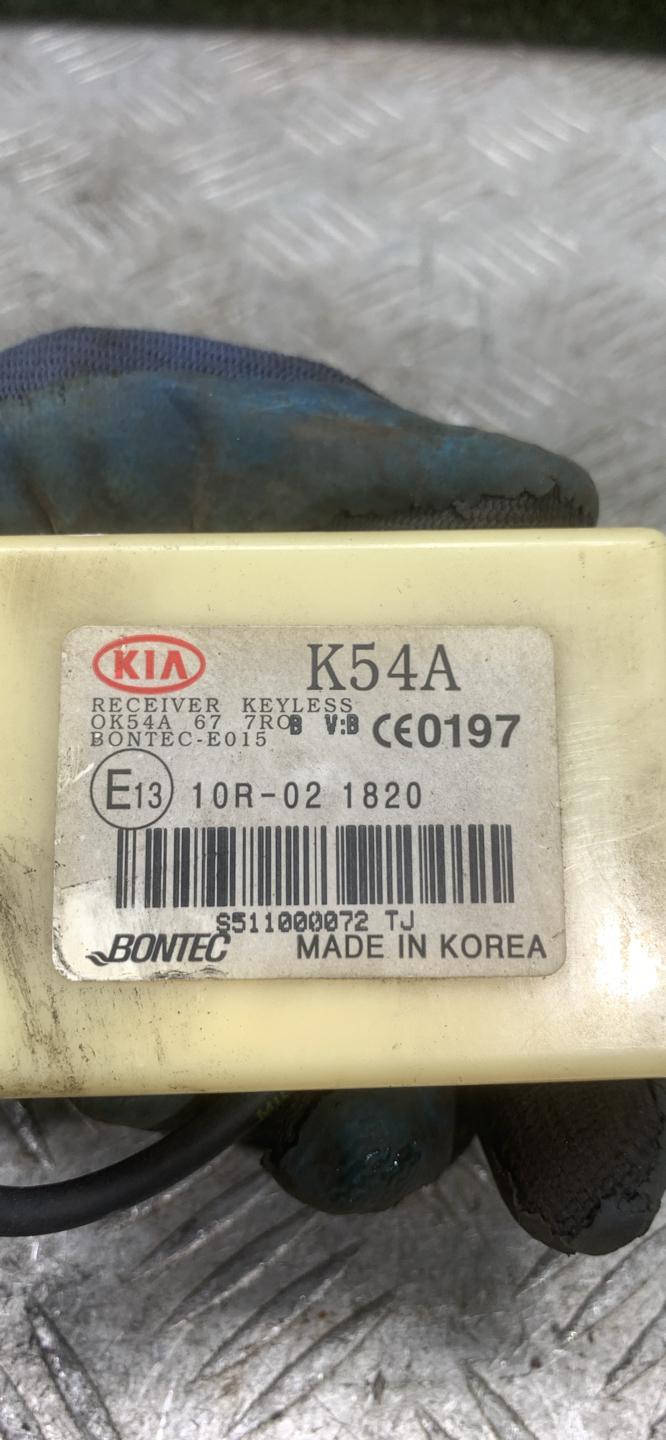 KIA K54A
RECEIVER KEYLESS
OK54A 67 7ROB V:B
BONTEC-E015
CE0197
E13 10R-02 1820
S511000072 TJ
BONTEC MADE IN KOREA